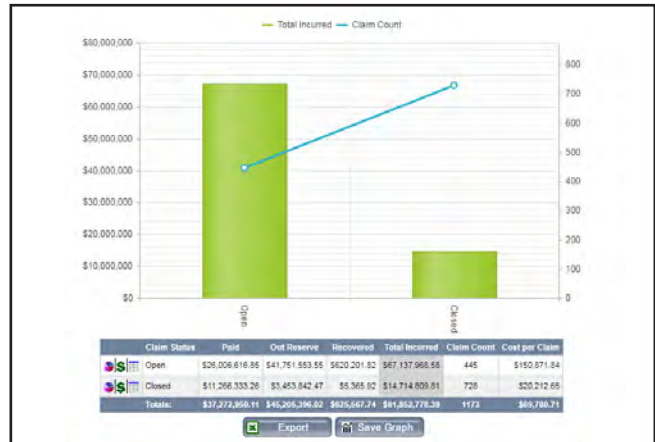 Total Incurred Claim Count
$80,000,000
$70,000,000
$60,000,000
$50,000,000
$40,000,000
$30,000,000
$20,000,000
$10,000,000
$0
800
700
600
500
400
300
200
100
0
Open
Closed
Claim Status Paid Out Reserve Recovered Total Incurred Claim Count Cost per Claim
Open $26,006,616.85 $41,751,553.55 $620,201.82 $67,137,968.58 445 $150,871.84
Closed $11,266,333.26 $3,453,842.47 $5,365.92 $14,714,809.81 728 $20,212.65
Totals: $37,272,950.11 $45,205,396.02 $625,567.74 $81,852,778.39 1173 $69,780.71
Export Save Graph